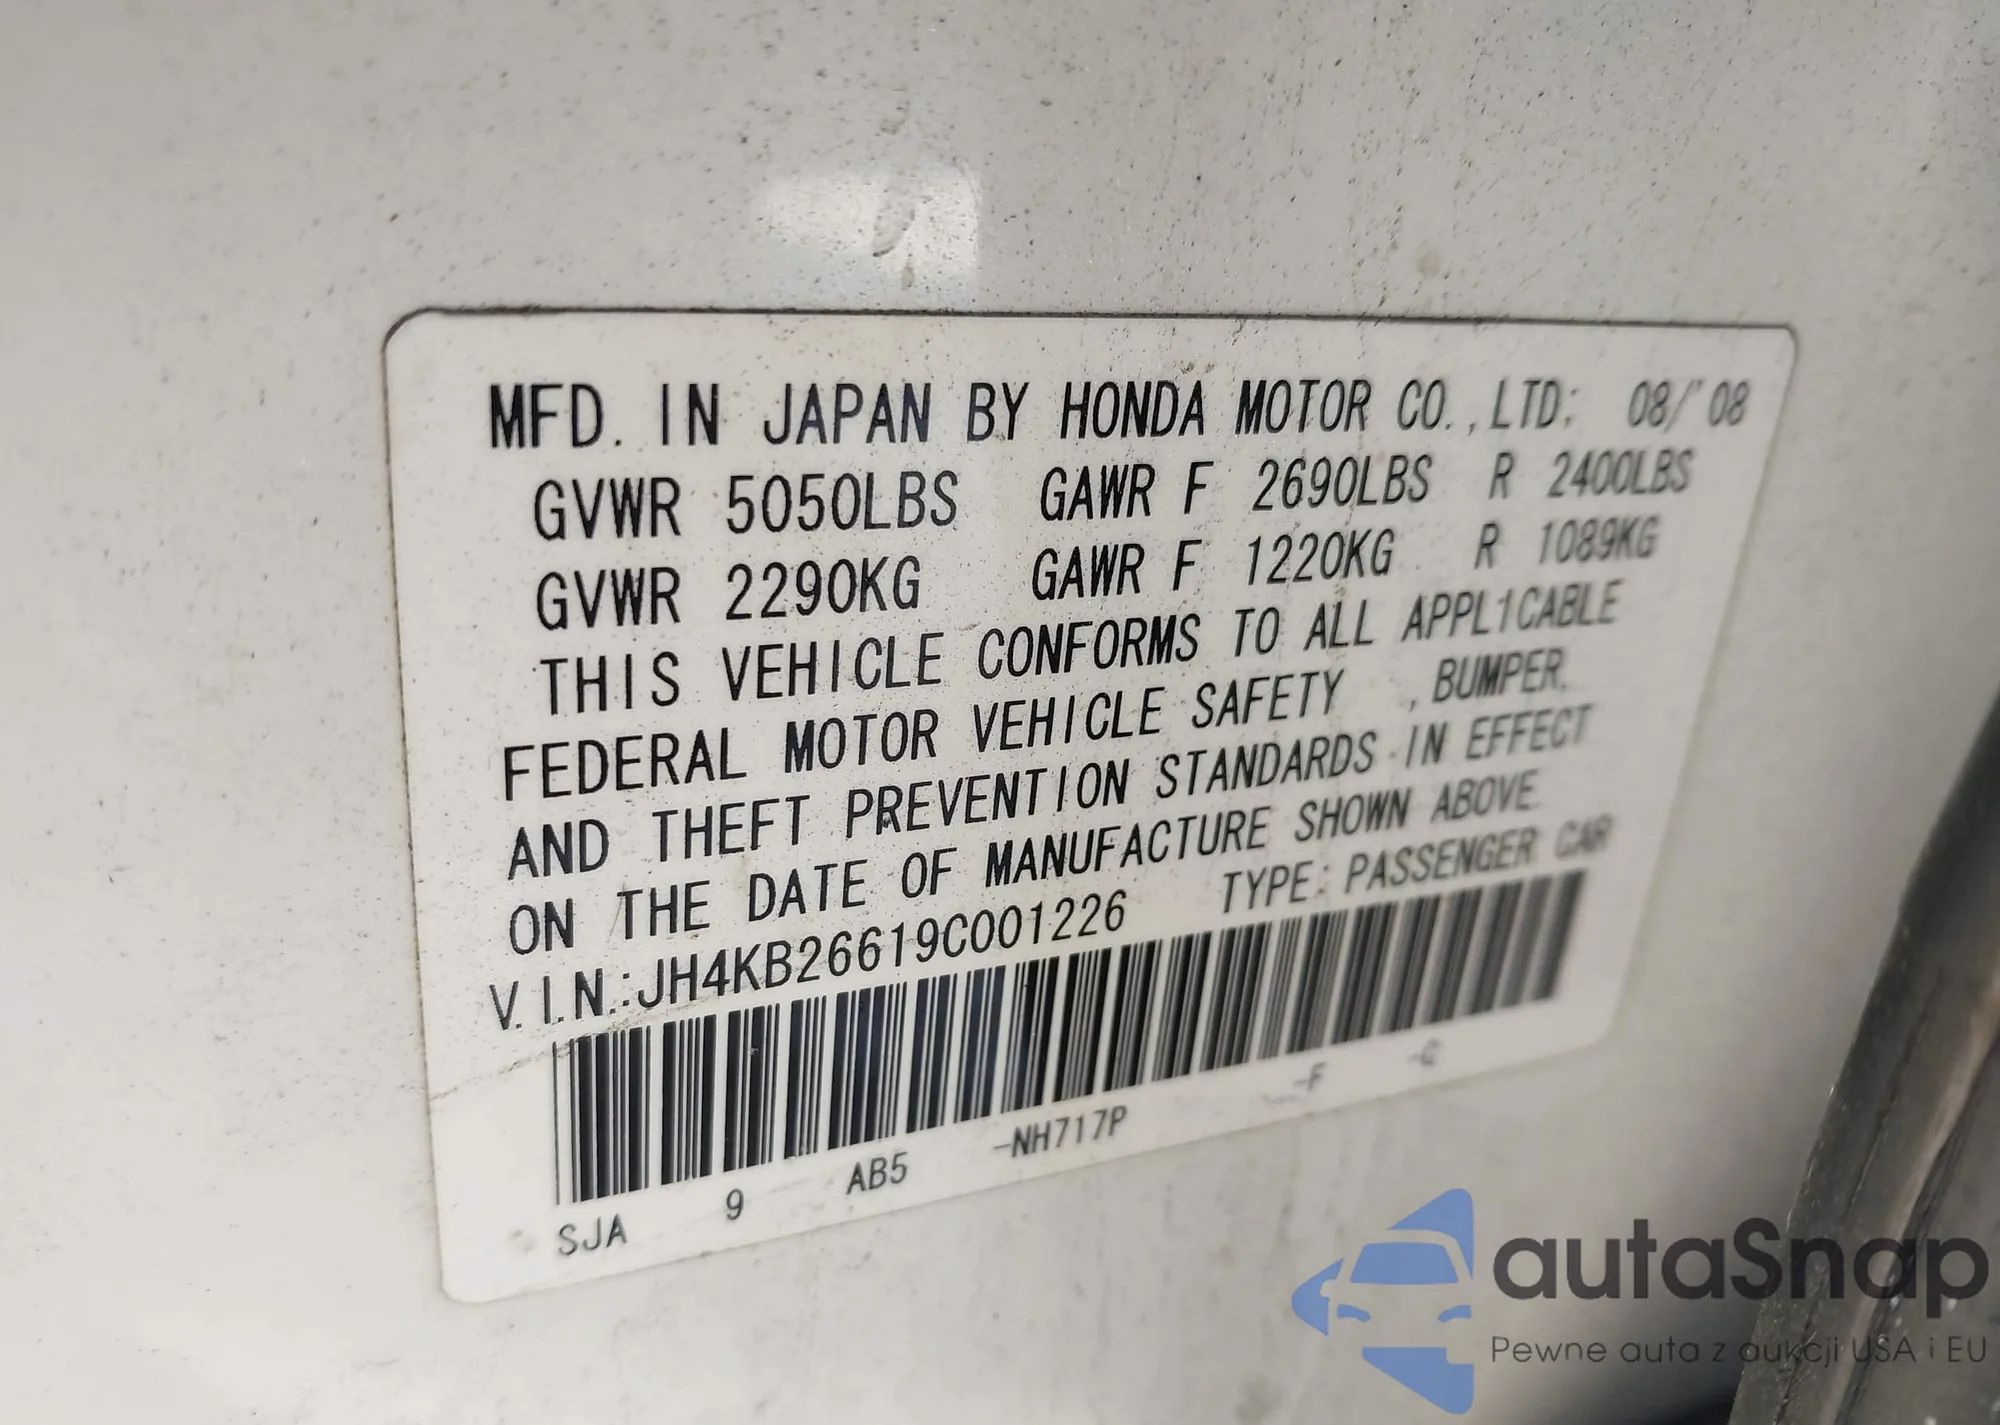 MFD. IN JAPAN BY HONDA MOTOR CO.,LTD; 08/'08
GVWR 5050LBS GAWR F 2690LBS R 2400LBS
GVWR 2290KG GAWR F 1220KG R 1089KG
THIS VEHICLE CONFORMS TO ALL APPLICABLE
FEDERAL MOTOR VEHICLE SAFETY , BUMPER,
AND THEFT PREVENTION STANDARDS IN EFFECT
ON THE DATE OF MANUFACTURE SHOWN ABOVE
V.I.N.:JH4KB26619C001226 TYPE: PASSENGER CAR
SJA 9 AB5 -NH717P -F -C
autaSnap
Pewne auta z aukcji USA i EU